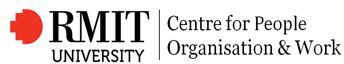 RMIT
UNIVERSITY
Centre for People
Organisation & Work